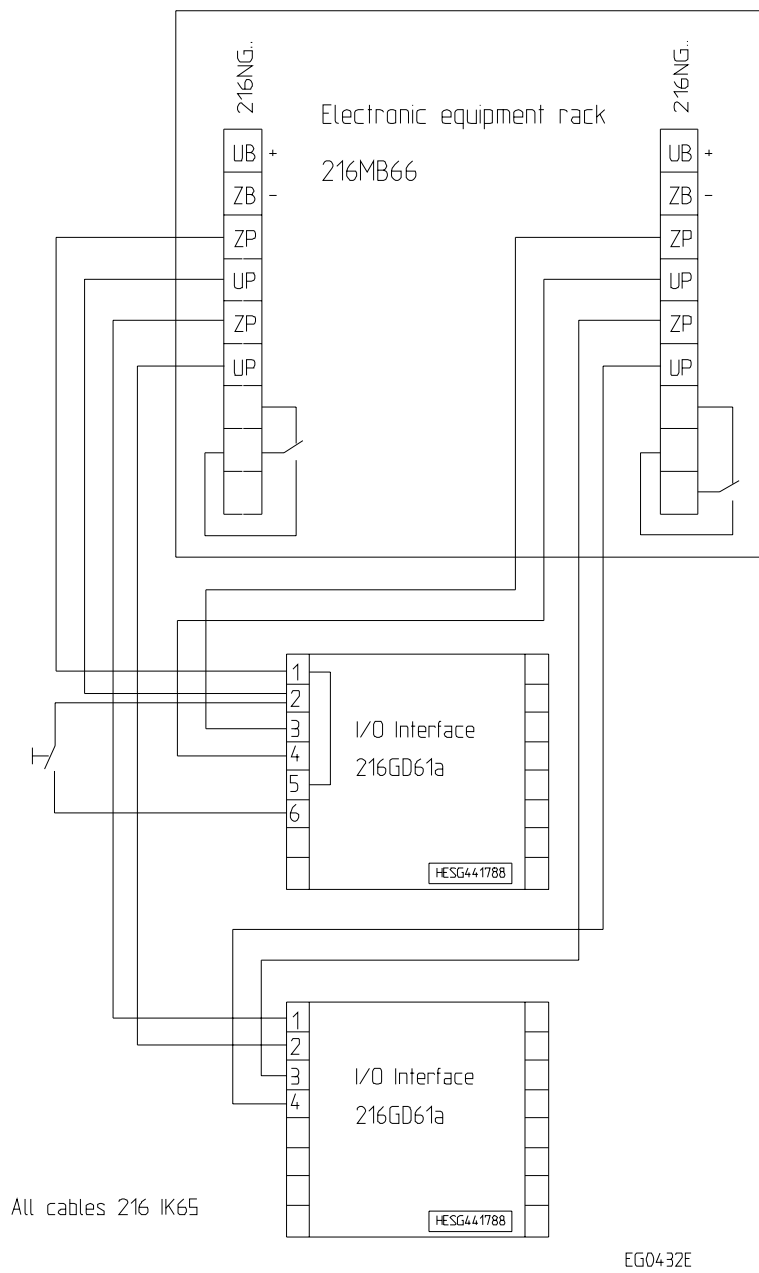 216NG..
216NG..
Electronic equipment rack
216MB66
UB +
ZB -
ZP
UP
ZP
UP
UB +
ZB -
ZP
UP
ZP
UP
1
2
3
4
5
6
I/O Interface
216GD61a
HESG441788
1
2
3
4
I/O Interface
216GD61a
HESG441788
All cables 216 IK65
EG0432E